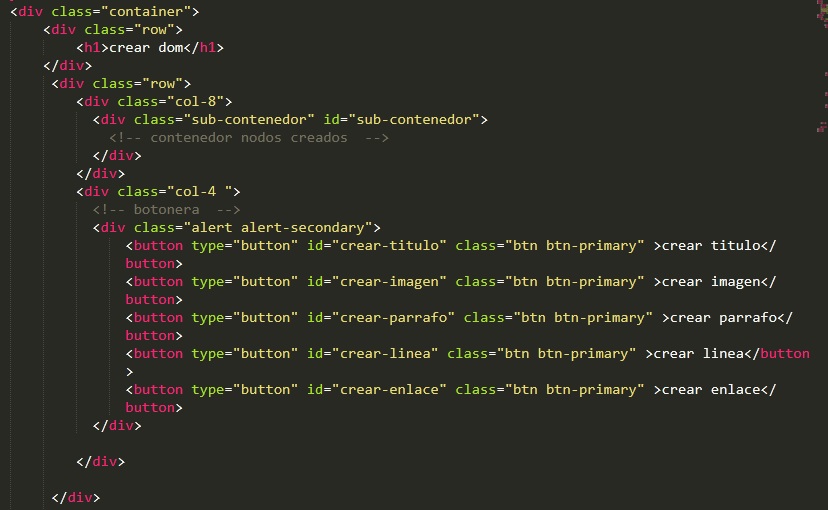 <div class="container">
<div class="row">
<h1>crear dom</h1>
</div>
<div class="row">
<div class="col-8">
<div class="sub-contenedor" id="sub-contenedor">
<!-- contenedor nodos creados  -->
</div>
</div>
<div class="col-4 ">
<!-- botonera  -->
<div class="alert alert-secondary">
<button type="button" id="crear-titulo" class="btn btn-primary" >crear titulo</
button>
<button type="button" id="crear-imagen" class="btn btn-primary" >crear imagen</
button>
<button type="button" id="crear-parrafo" class="btn btn-primary" >crear parrafo</
button>
<button type="button" id="crear-linea" class="btn btn-primary" >crear linea</button
>
<button type="button" id="crear-enlace" class="btn btn-primary" >crear enlace</
button>
</div>
</div>
</div>